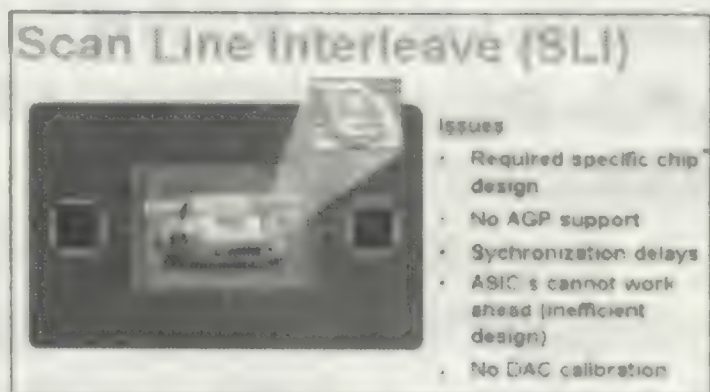 Scan Line Interleave (SLI)
Issues
· Required specific chip
design
· No AGP support
· Sychronization delays
· ASIC s cannot work
ahead (inefficient
design)
· No DAC calibration